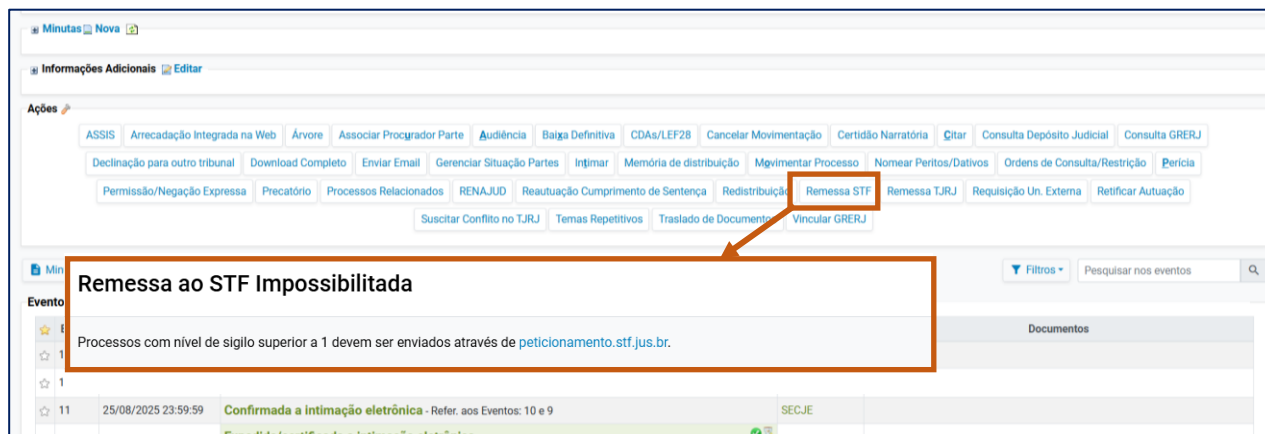 Minutas Nova
Informações Adicionais Editar
Ações
ASSIS Arrecadação Integrada na Web Árvore Associar Procurador Parte Audiência Baixa Definitiva CDAs/LEF28 Cancelar Movimentação Certidão Narratória Citar Consulta Depósito Judicial Consulta GRERJ
Declinação para outro tribunal Download Completo Enviar Email Gerenciar Situação Partes Intimar Memória de distribuição Movimentar Processo Nomear Peritos/Dativos Ordens de Consulta/Restrição Perícia
Permissão/Negação Expressa Precatório Processos Relacionados RENAJUD Reautuação Cumprimento de Sentença Redistribuição Remessa STF Remessa TJRJ Requisição Un. Externa Retificar Autuação
Suscitar Conflito no TJRJ Temas Repetitivos Traslado de Documentos Vincular GRERJ
Min Filtros Pesquisar nos eventos
Remessa ao STF Impossibilitada
Evento
Documentos
Processos com nível de sigilo superior a 1 devem ser enviados através de peticionamento.stf.jus.br.
1
1
11 25/08/2025 23:59:59 Confirmada a intimação eletrônica - Refer. aos Eventos: 10 e 9 SECJE